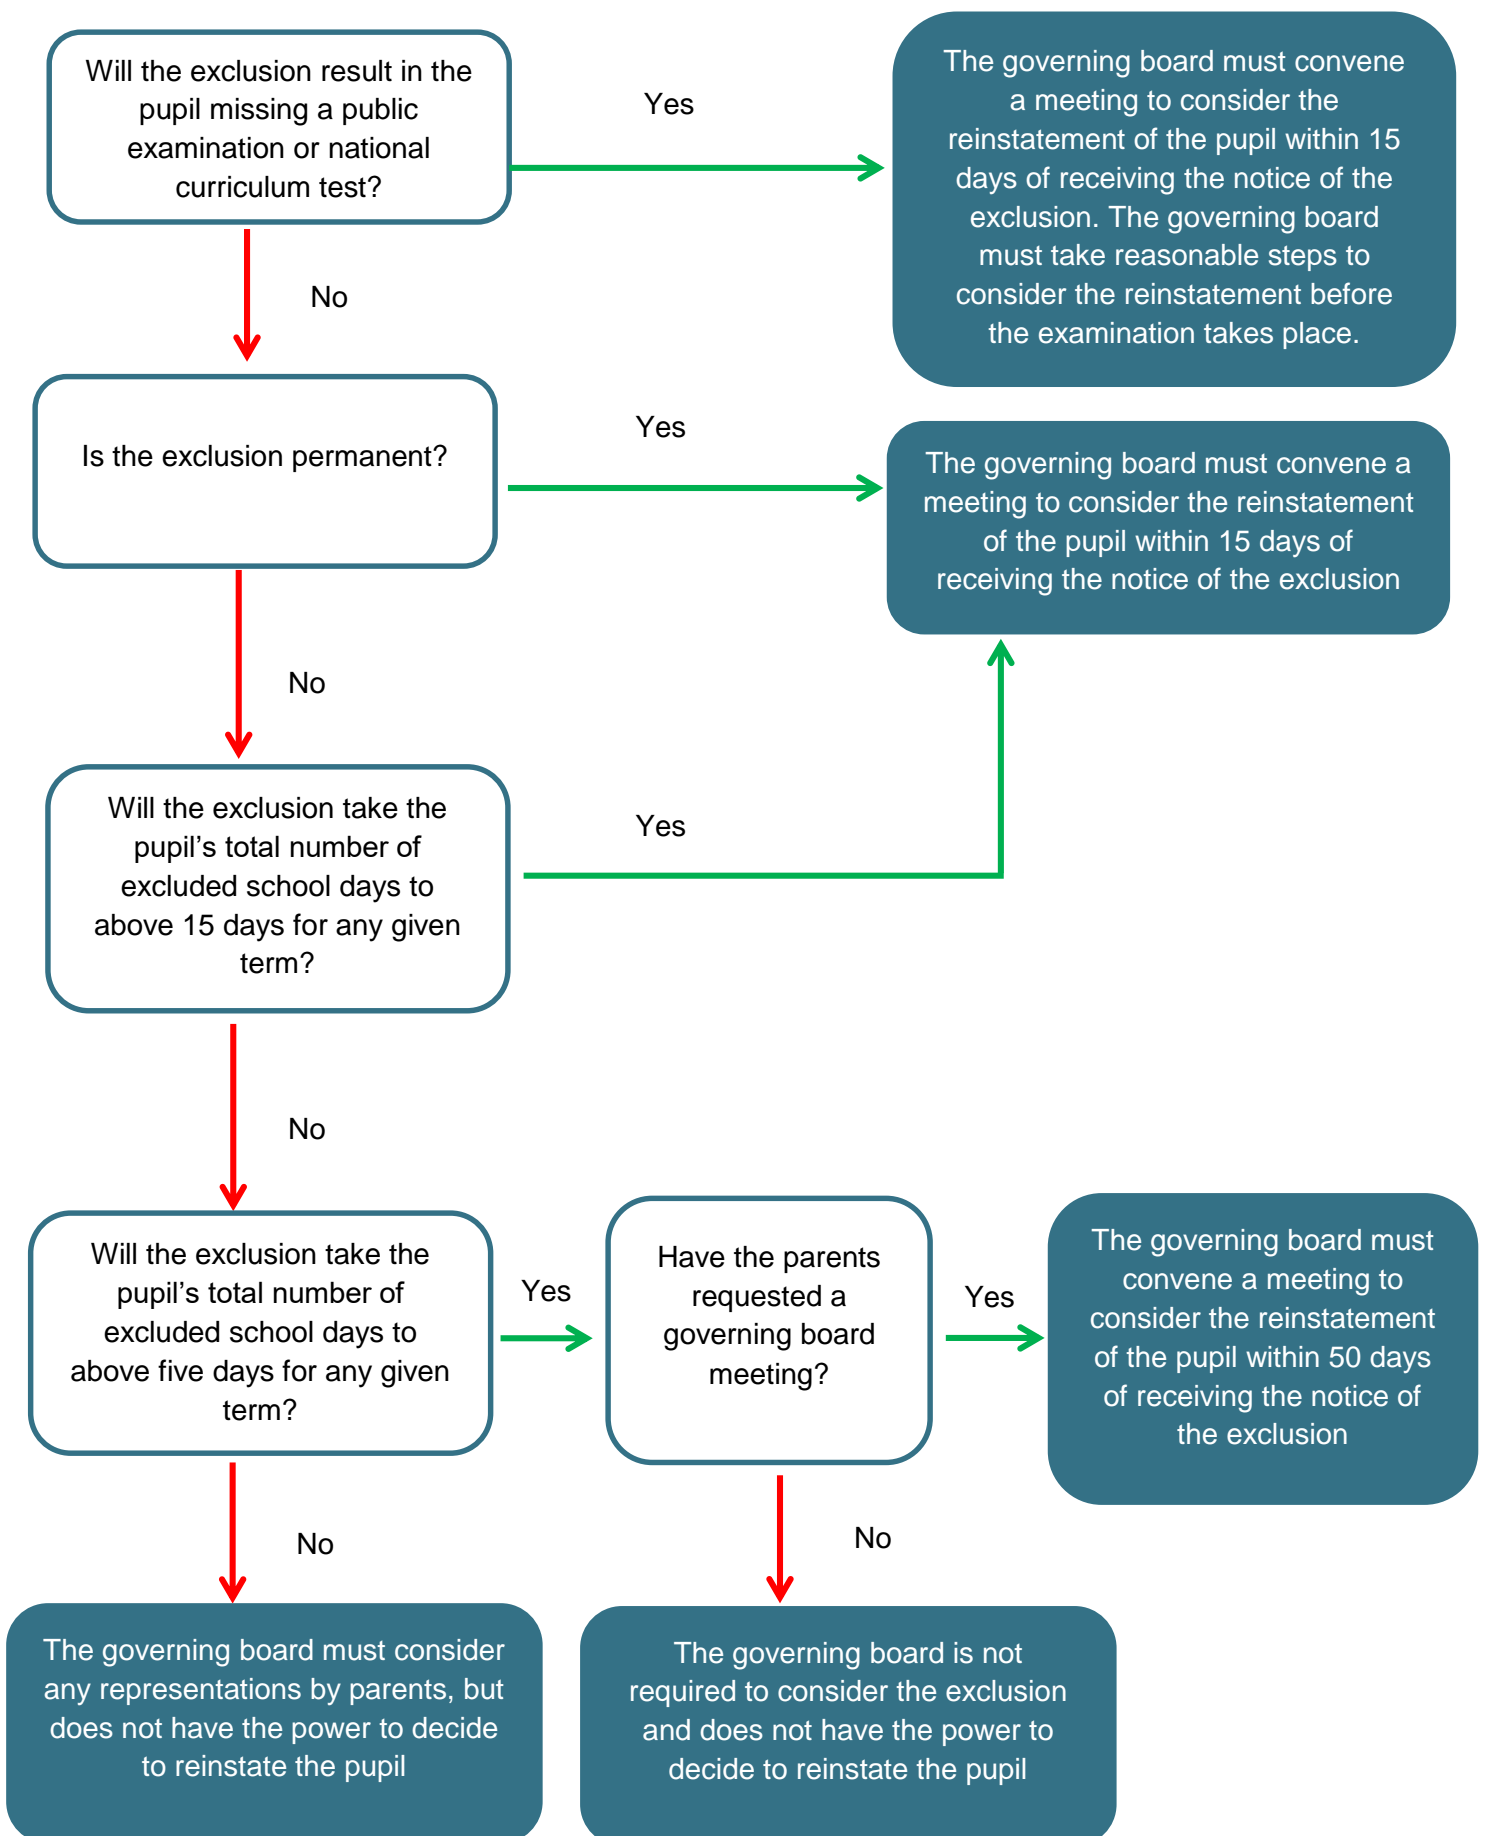 Will the exclusion result in the
pupil missing a public
examination or national
curriculum test?
Yes
The governing board must convene
a meeting to consider the
reinstatement of the pupil within 15
days of receiving the notice of the
exclusion. The governing board
must take reasonable steps to
consider the reinstatement before
the examination takes place.
No
Is the exclusion permanent?
Yes
The governing board must convene a
meeting to consider the reinstatement
of the pupil within 15 days of
receiving the notice of the exclusion
No
Will the exclusion take the
pupil’s total number of
excluded school days to
above 15 days for any given
term?
Yes
No
Will the exclusion take the
pupil’s total number of
excluded school days to
above five days for any given
term?
Yes
Have the parents
requested a
governing board
meeting?
Yes
The governing board must
convene a meeting to
consider the reinstatement
of the pupil within 50 days
of receiving the notice of
the exclusion
No
No
The governing board must consider
any representations by parents, but
does not have the power to decide
to reinstate the pupil
The governing board is not
required to consider the exclusion
and does not have the power to
decide to reinstate the pupil